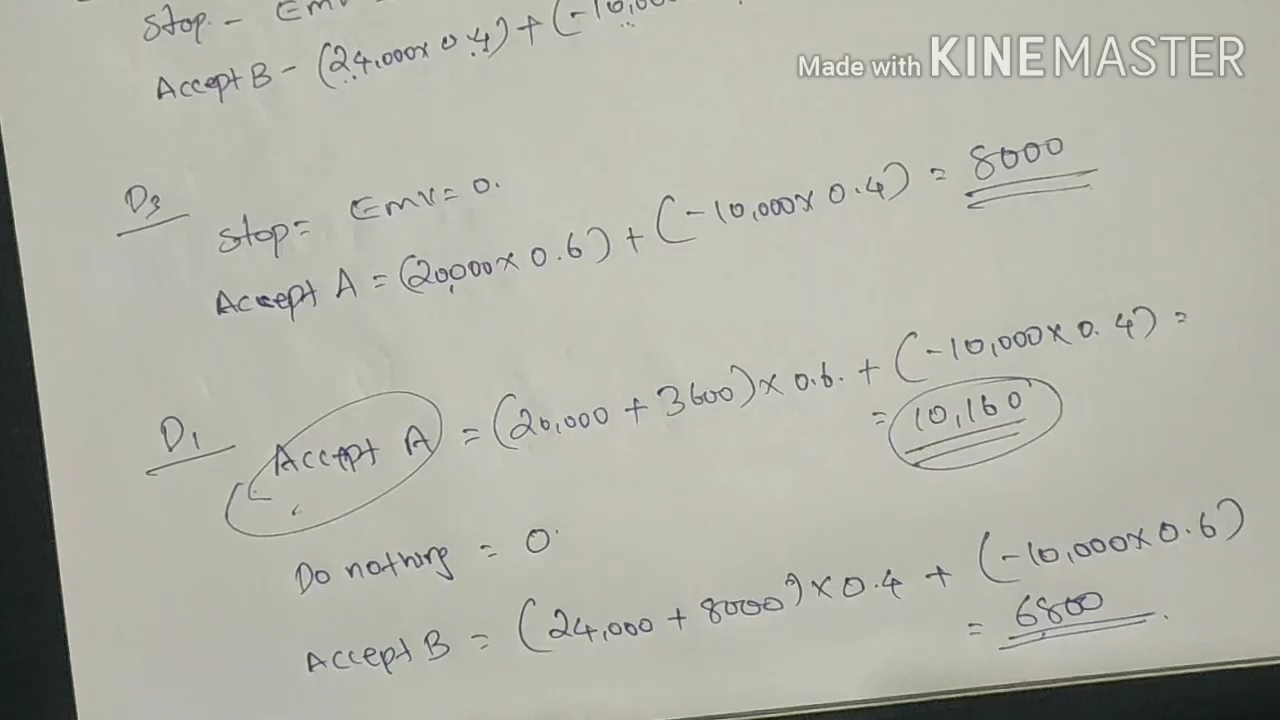 Stop - EMV
Accept B - (24,000 x 0.4) + (-10,00
Made with KINEMASTER
D3
Stop = EMV = 0.
Accept A = (20,000 x 0.6) + (-10,000 x 0.4) = 8000
D1
Accept A = (20,000 + 3600) x 0.6. + (-10,000 x 0.4) =
= 10,160
Do nothing = 0.
Accept B = (24,000 + 8000) x 0.4 + (-10,000 x 0.6)
= 6800